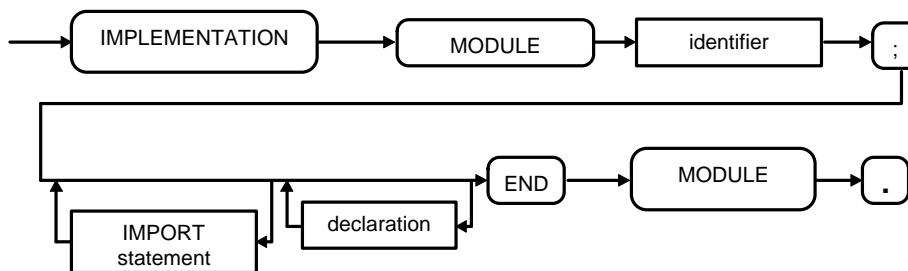 IMPLEMENTATION
MODULE
identifier
;
END
MODULE
.
IMPORT
statement
declaration